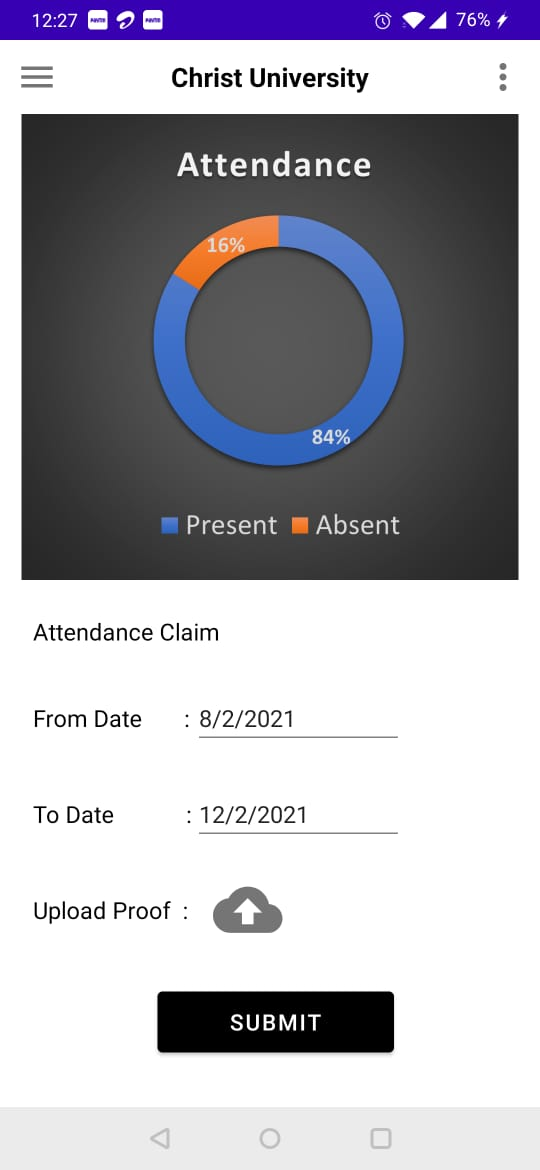 12:27 76%
Christ University
Attendance
16%
84%
Present Absent
Attendance Claim
From Date : 8/2/2021
To Date : 12/2/2021
Upload Proof :
SUBMIT